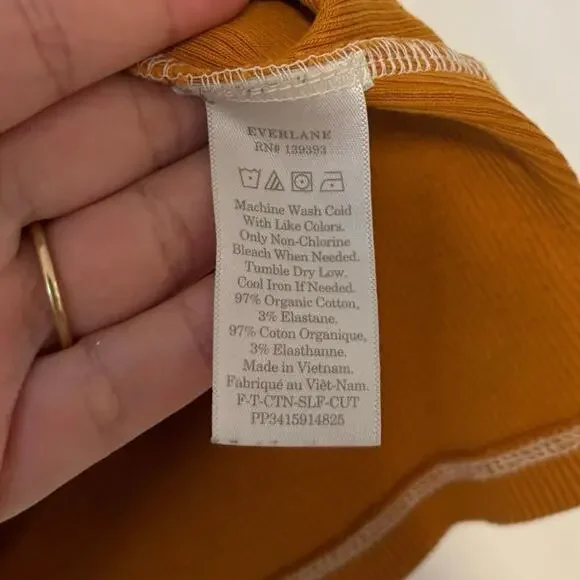 EVERLANE
RN# 139393
Machine Wash Cold
With Like Colors.
Only Non-Chlorine
Bleach When Needed.
Tumble Dry Low.
Cool Iron If Needed.
97% Organic Cotton,
3% Elastane.
97% Coton Organique,
3% Elasthanne.
Made in Vietnam.
Fabriqué au Viêt-Nam.
F-T-CTN-SLF-CUT
PP3415914825